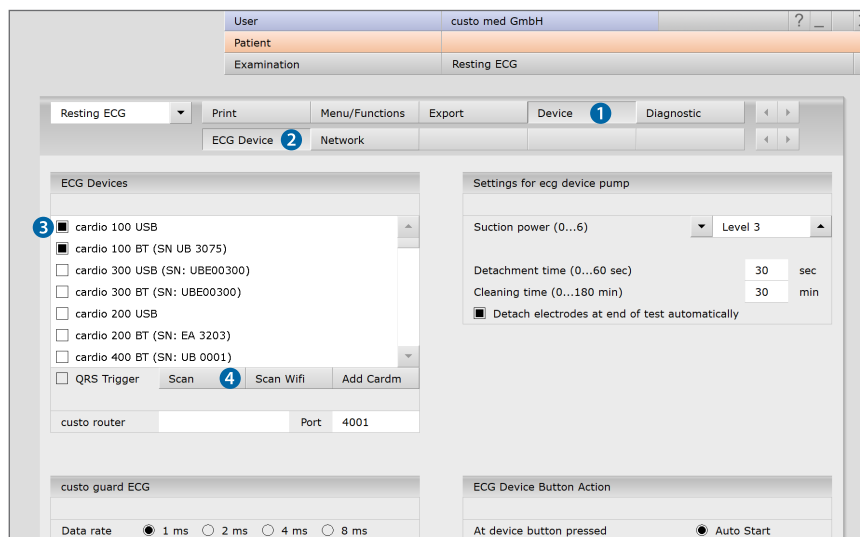 User custo med GmbH ? _
Patient
Examination Resting ECG
Resting ECG Print Menu/Functions Export Device 1 Diagnostic
ECG Device 2 Network
ECG Devices
3 cardio 100 USB
cardio 100 BT (SN UB 3075)
cardio 300 USB (SN: UBE00300)
cardio 300 BT (SN: UBE00300)
cardio 200 USB
cardio 200 BT (SN: EA 3203)
cardio 400 BT (SN: UB 0001)
QRS Trigger Scan 4 Scan Wifi Add Cardm
custo router Port 4001
Settings for ecg device pump
Suction power (0...6) Level 3
Detachment time (0...60 sec) 30 sec
Cleaning time (0...180 min) 30 min
Detach electrodes at end of test automatically
custo guard ECG
Data rate 1 ms 2 ms 4 ms 8 ms
ECG Device Button Action
At device button pressed Auto Start